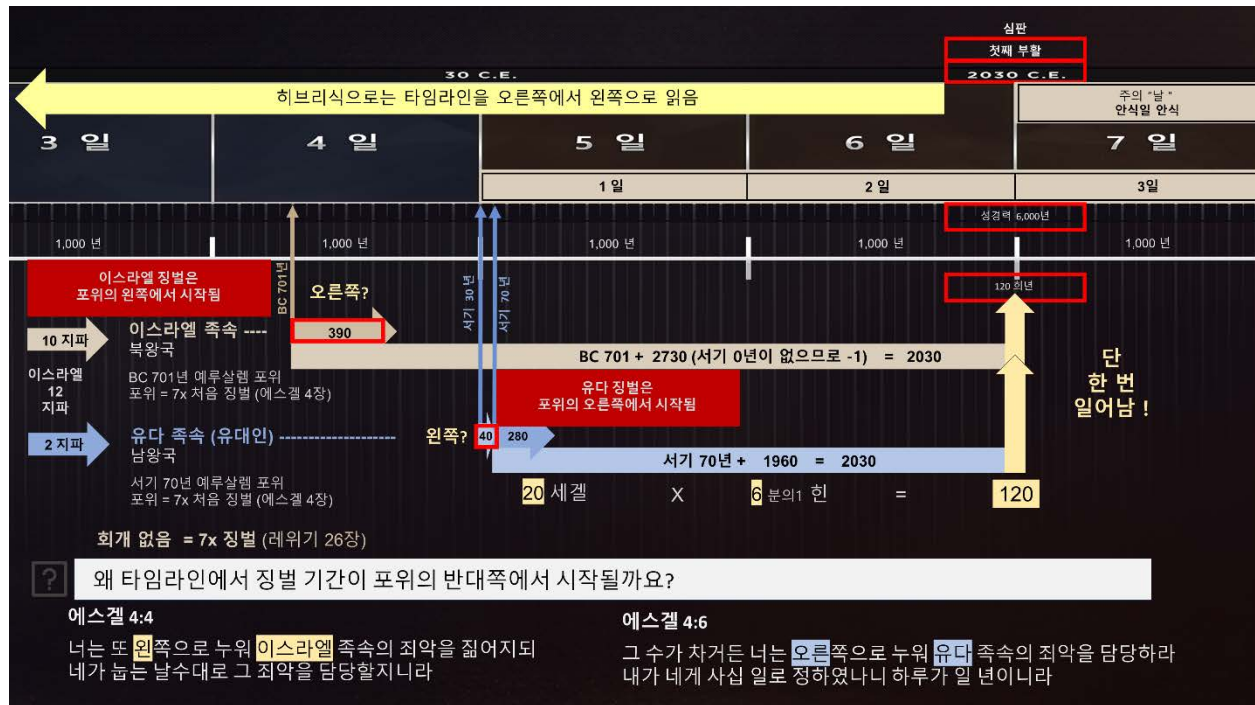 심판
첫째 부활
30 C.E.
2030 C.E.
히브리식으로는 타임라인을 오른쪽에서 왼쪽으로 읽음
주의 "날 "
안식일 안식
3 일
4 일
5 일
6 일
7 일
1 일
2 일
3일
성경력 6,000년
1,000 년
1,000 년
1,000 년
1,000 년
1,000 년
이스라엘 징벌은
포위의 왼쪽에서 시작됨
BC 701년
오른쪽?
서기 30 년
서기 70 년
120 희년
10 지파
이스라엘 족속 ----
북왕국
390
BC 701 + 2730 (서기 0년이 없으므로 -1) = 2030
단
한 번
일어남 !
이스라엘
12
지파
BC 701년 예루살렘 포위
포위 = 7x 처음 징벌 (에스겔 4장)
유다 징벌은
포위의 오른쪽에서 시작됨
2 지파
유다 족속 (유대인) --------------------
남왕국
왼쪽?
40
280
서기 70년 + 1960 = 2030
서기 70년 예루살렘 포위
포위 = 7x 처음 징벌 (에스겔 4장)
20 세겔 X 6 분의1 힌 = 120
회개 없음 = 7x 징벌 (레위기 26장)
? 왜 타임라인에서 징벌 기간이 포위의 반대쪽에서 시작될까요?
에스겔 4:4
너는 또 왼쪽으로 누워 이스라엘 족속의 죄악을 짊어지되
네가 눕는 날수대로 그 죄악을 담당할지니라
에스겔 4:6
그 수가 차거든 너는 오른쪽으로 누워 유다 족속의 죄악을 담당하라
내가 네게 사십 일로 정하였나니 하루가 일 년이니라